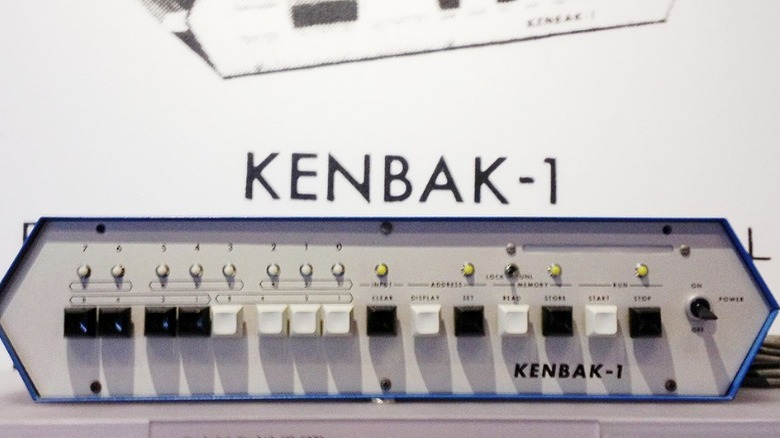 KENBAK-1
KENBAK-1
7 6 5 4 3 2 1 0
LOCK UNL
INPUT ADDRESS MEMORY RUN
CLEAR DISPLAY SET READ STORE START STOP
ON
POWER
OFF
KENBAK-1